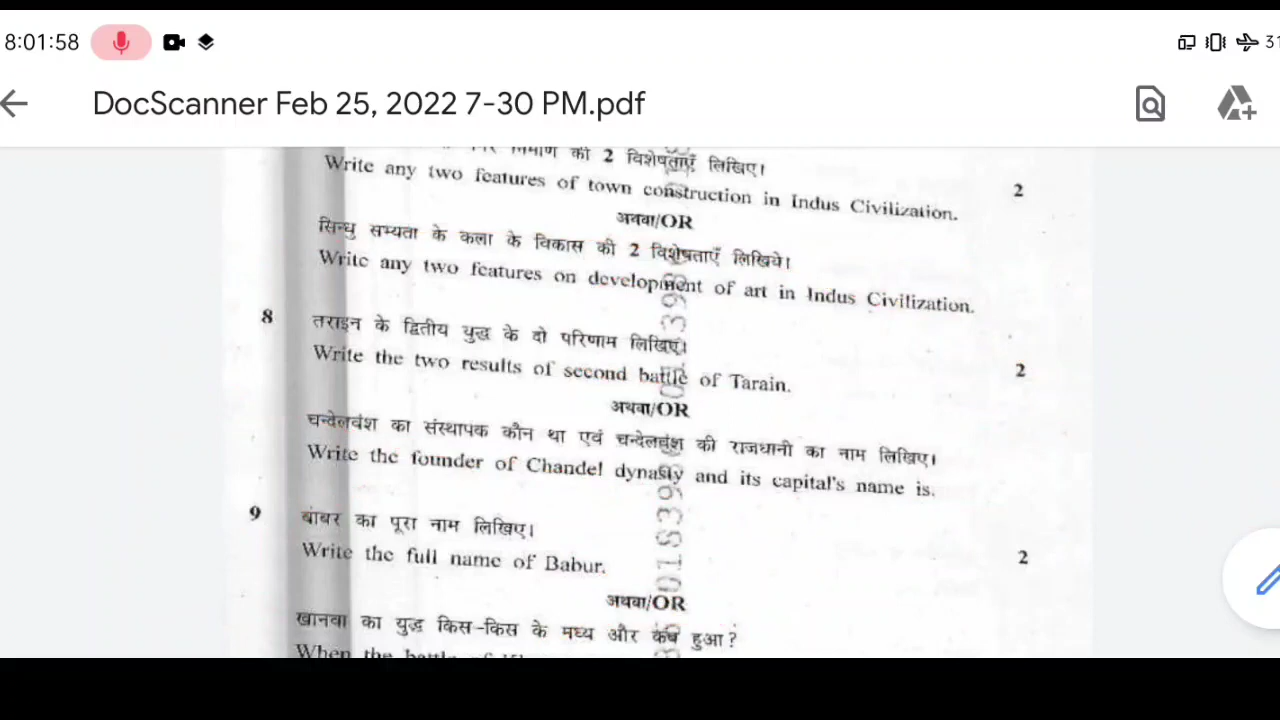 8:01:58
31
DocScanner Feb 25, 2022 7-30 PM.pdf
की 2 विशेषताएँ लिखिए।
Write any two features of town construction in Indus Civilization.
2
अथवा/OR
सिन्धु सभ्यता के कला के विकास की 2 विशेषताएँ लिखिये।
Write any two features on development of art in Indus Civilization.
8 तराइन के द्वितीय युद्ध के दो परिणाम लिखिए।
Write the two results of second battle of Tarain.
2
अथवा/OR
चन्देलवंश का संस्थापक कौन था एवं चन्देलवंश की राजधानी का नाम लिखिए।
Write the founder of Chandel dynasty and its capital's name is.
9 बाबर का पूरा नाम लिखिए।
Write the full name of Babur.
2
अथवा/OR
खानवा का युद्ध किस-किस के मध्य और कब हुआ?
When the